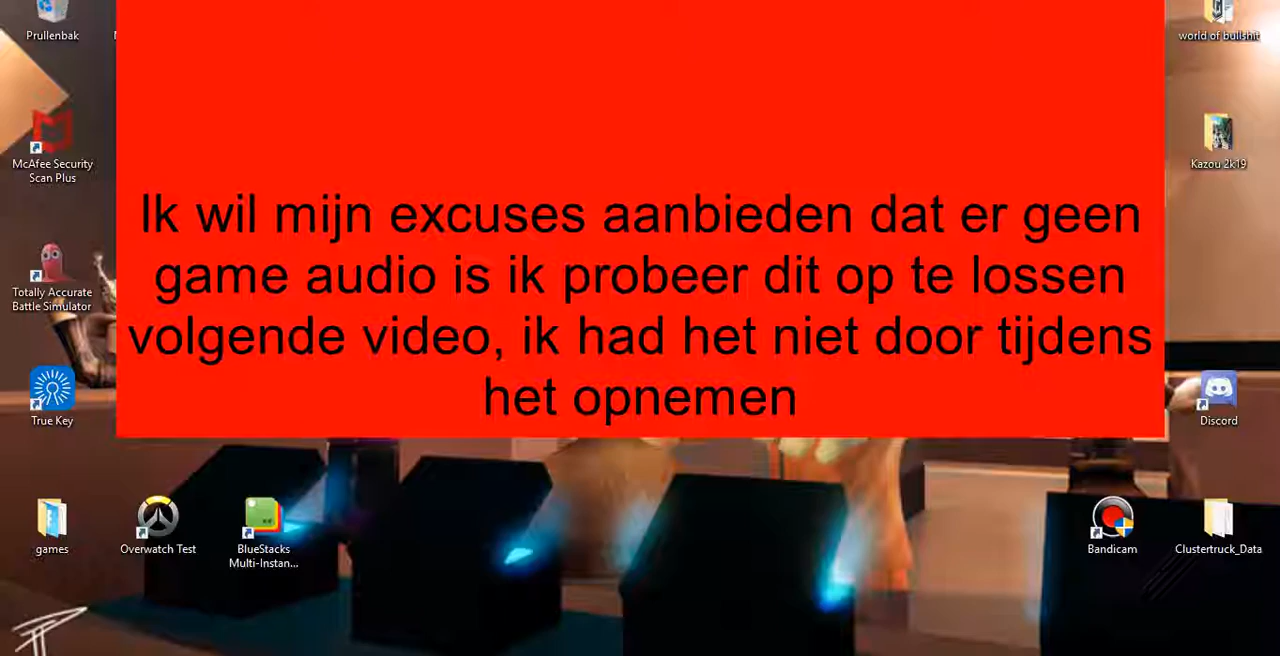 Prullenbak
world of bullshit
McAfee Security
Scan Plus
Kazou 2k19
Ik wil mijn excuses aanbieden dat er geen
game audio is ik probeer dit op te lossen
volgende video, ik had het niet door tijdens
het opnemen
Totally Accurate
Battle Simulator
True Key
Discord
games
Overwatch Test
BlueStacks
Multi-Instan...
Bandicam
Clustertruck_Data